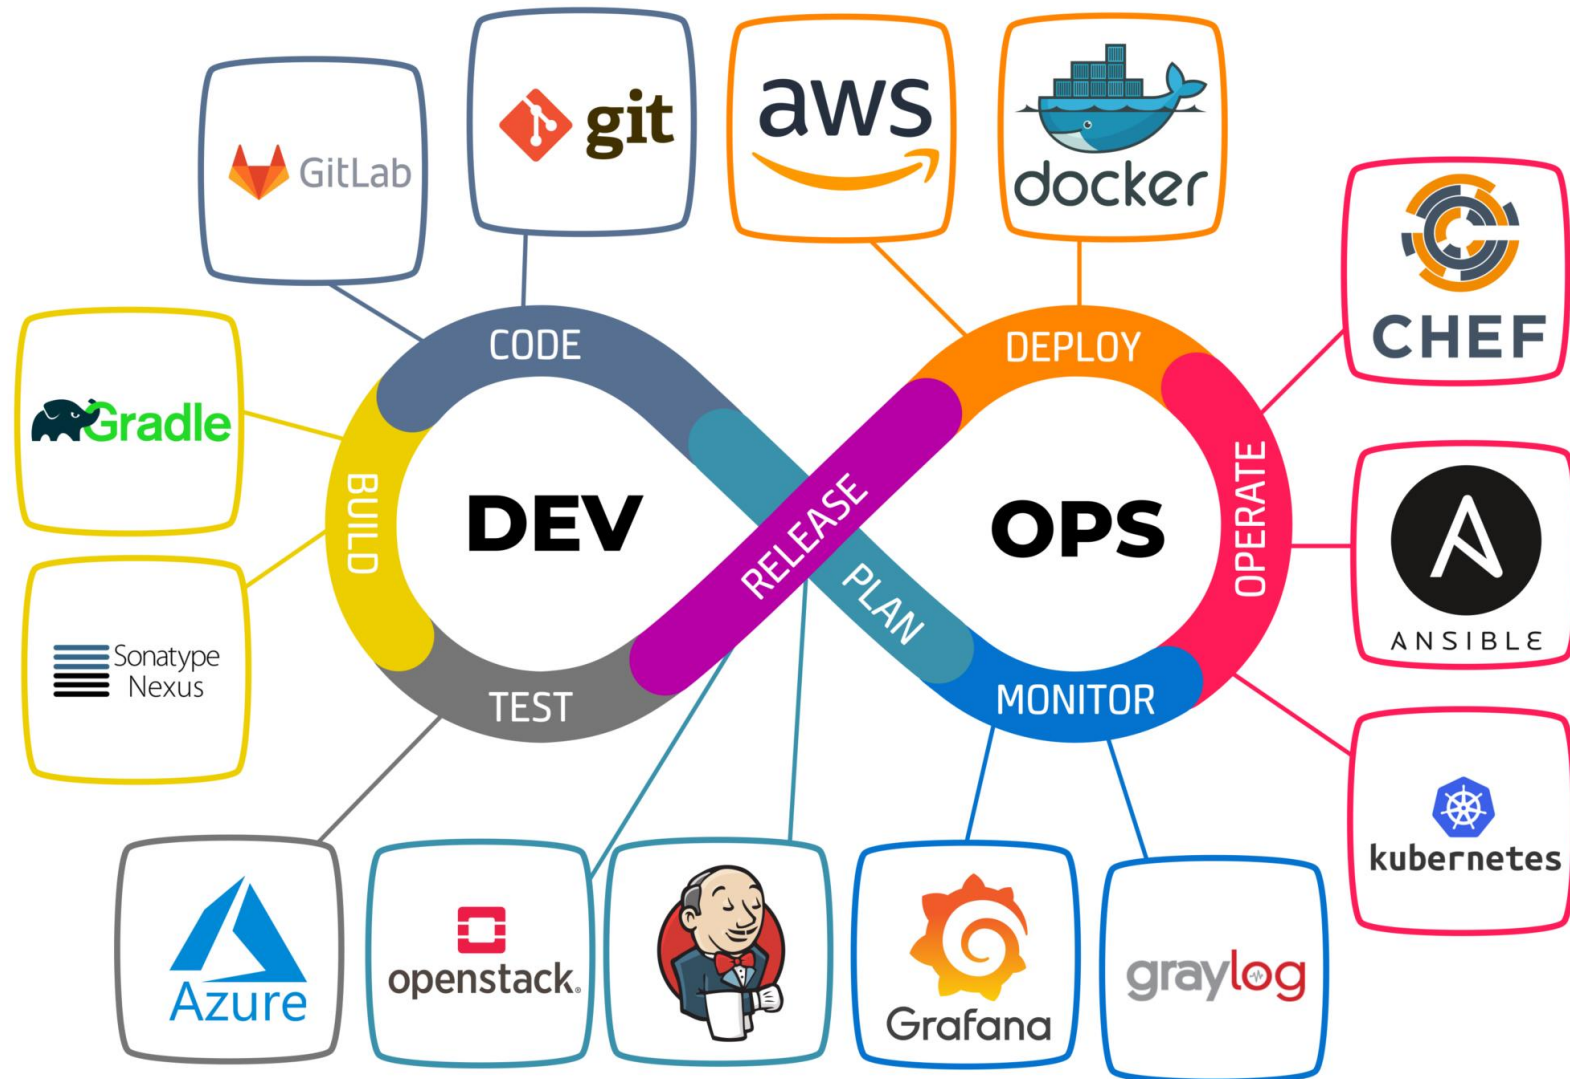 GitLab
git
aws
docker
CHEF
CODE
DEPLOY
Gradle
BUILD
DEV
RELEASE
OPS
OPERATE
PLAN
ANSIBLE
Sonatype
Nexus
TEST
MONITOR
kubernetes
Azure
openstack.
Grafana
graylog